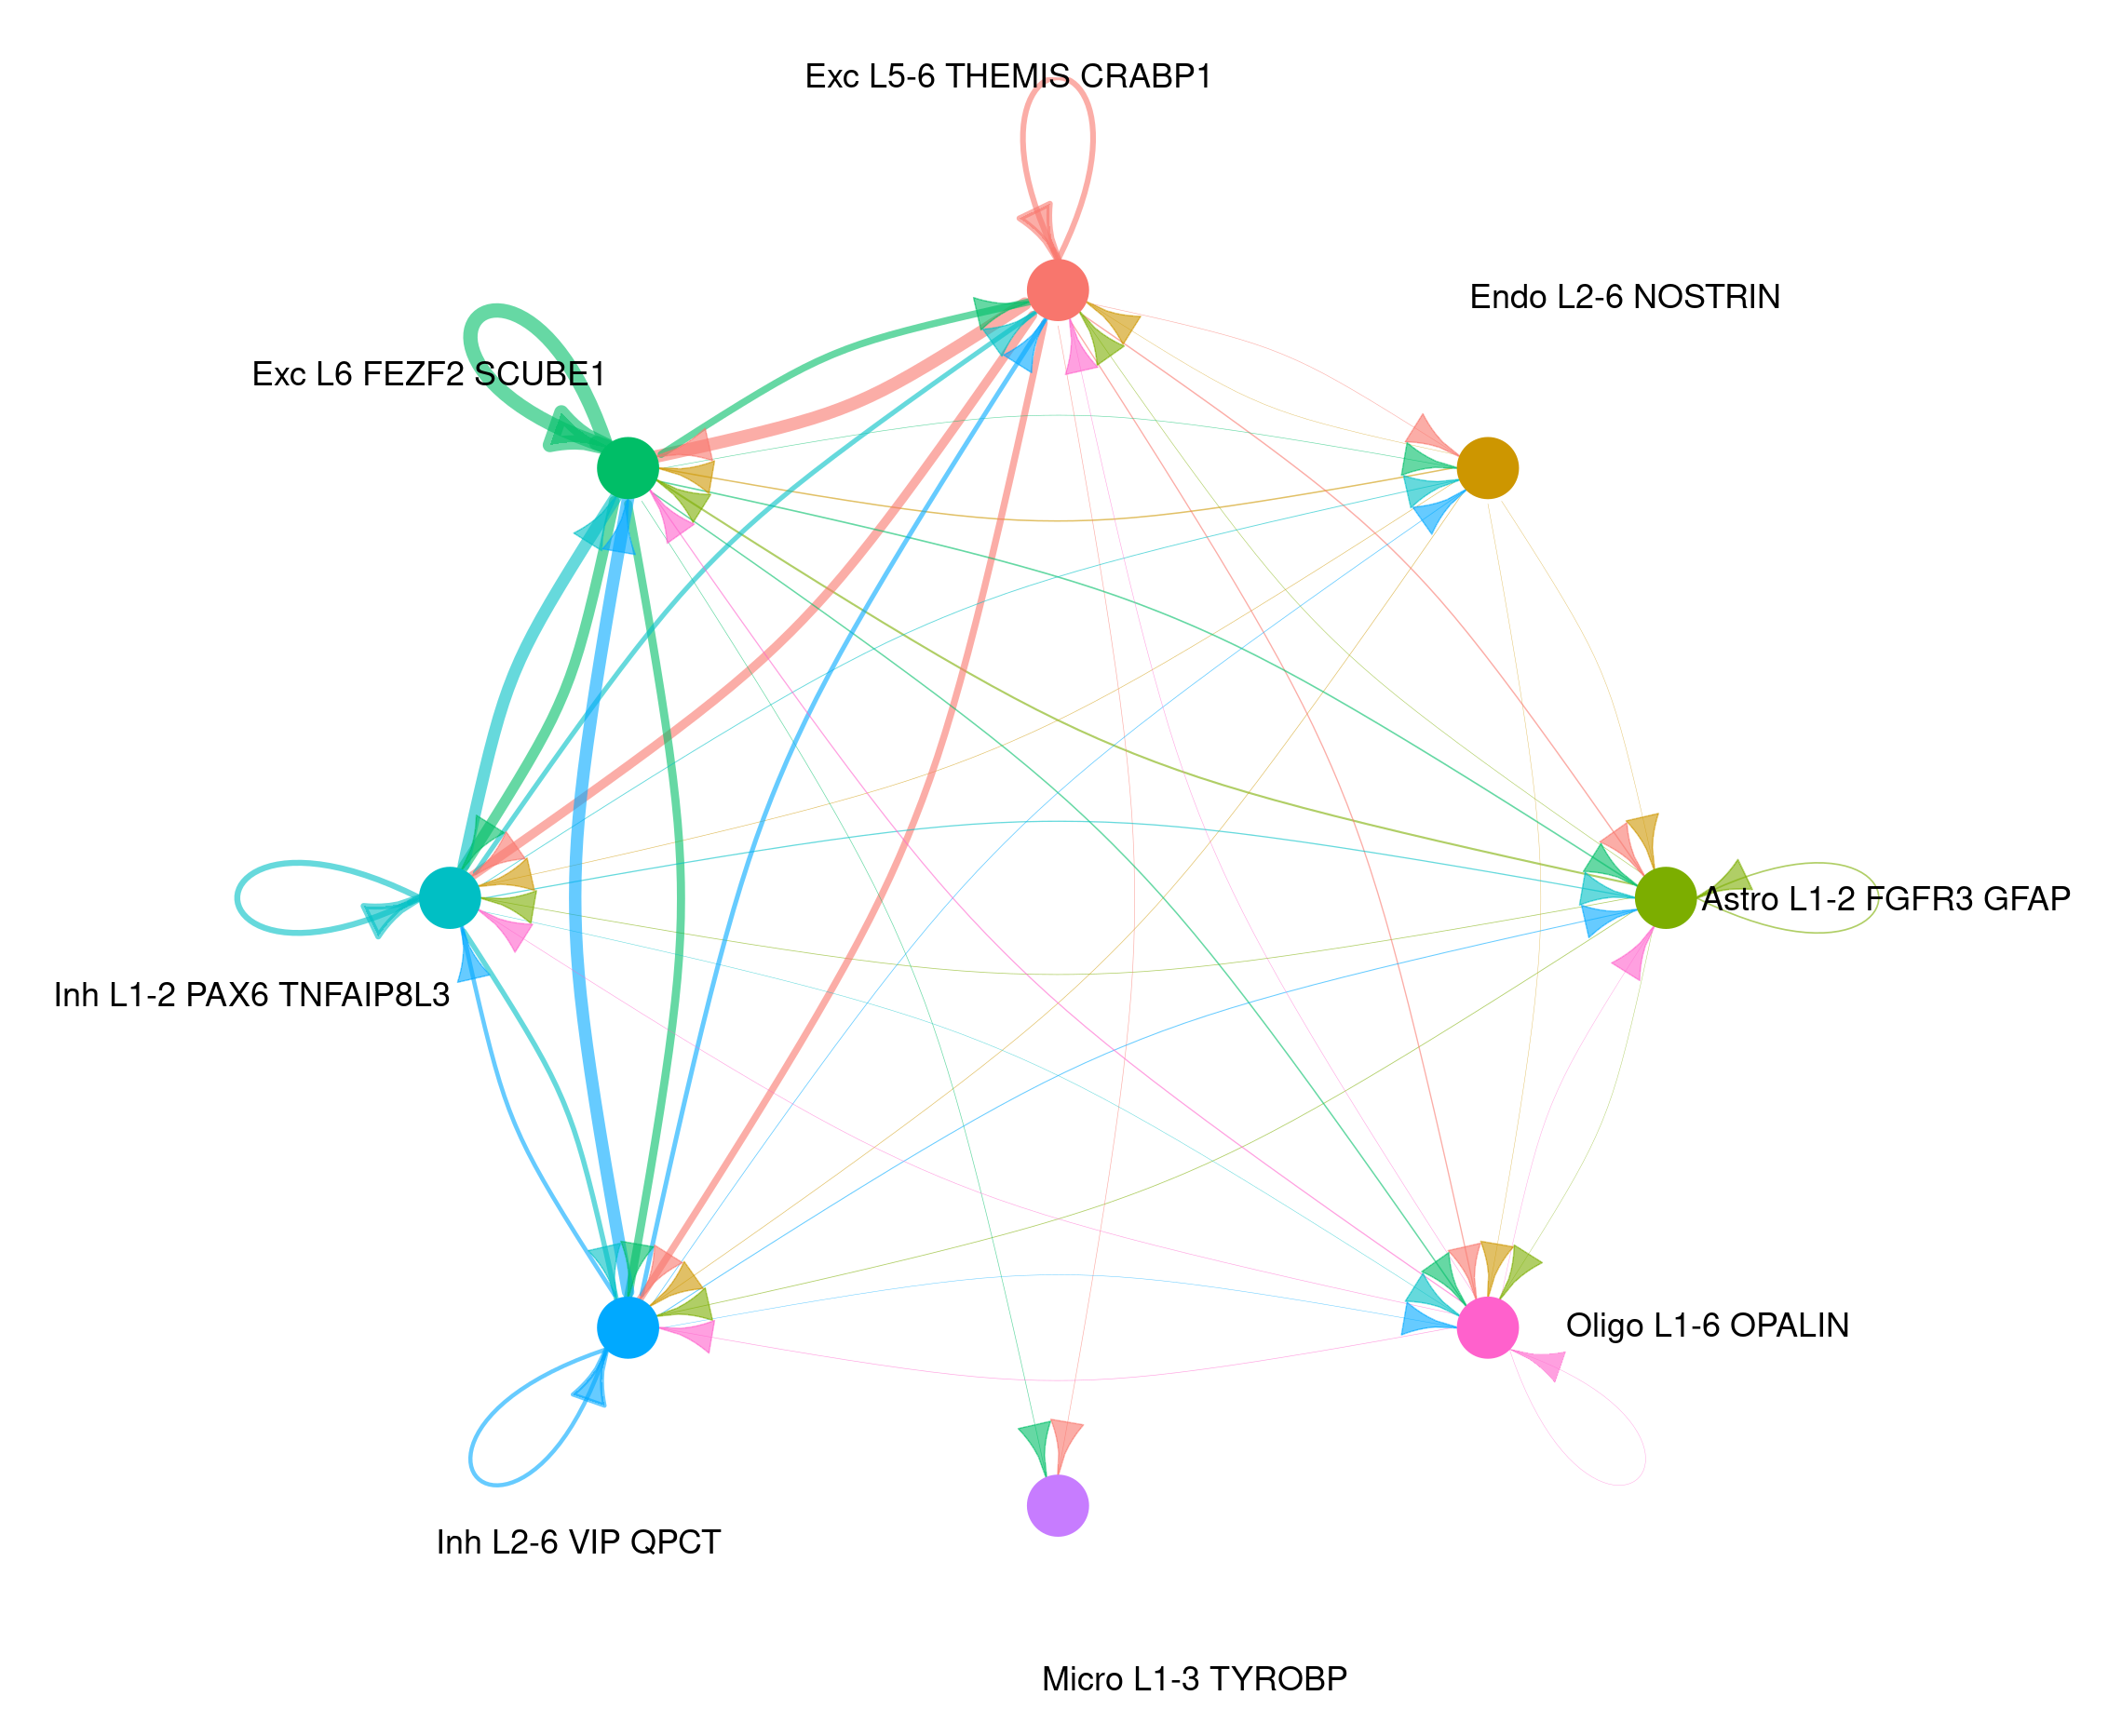 Exc L5-6 THEMIS CRABP1
Endo L2-6 NOSTRIN
Exc L6 FEZF2 SCUBE1
Astro L1-2 FGFR3 GFAP
Inh L1-2 PAX6 TNFAIP8L3
Oligo L1-6 OPALIN
Inh L2-6 VIP QPCT
Micro L1-3 TYROBP